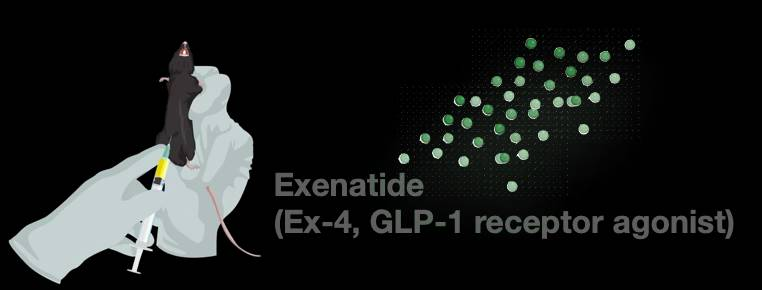 Exenatide
(Ex-4, GLP-1 receptor agonist)